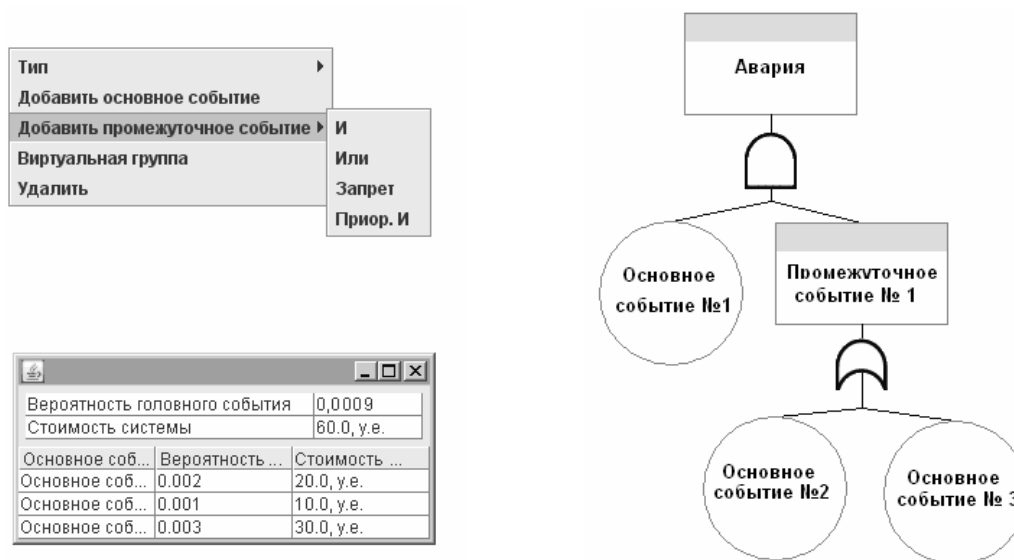 Тип
Добавить основное событие
Добавить промежуточное событие
Виртуальная группа
Удалить
И
Или
Запрет
Приор. И
Авария
Основное
событие №1
Промежуточное
событие № 1
Основное
событие №2
Основное
событие № 3
Вероятность головного события 0,0009
Стоимость системы 60.0, у.е.
Основное соб... Вероятность ... Стоимость ...
Основное соб... 0.002 20.0, у.е.
Основное соб... 0.001 10.0, у.е.
Основное соб... 0.003 30.0, у.е.